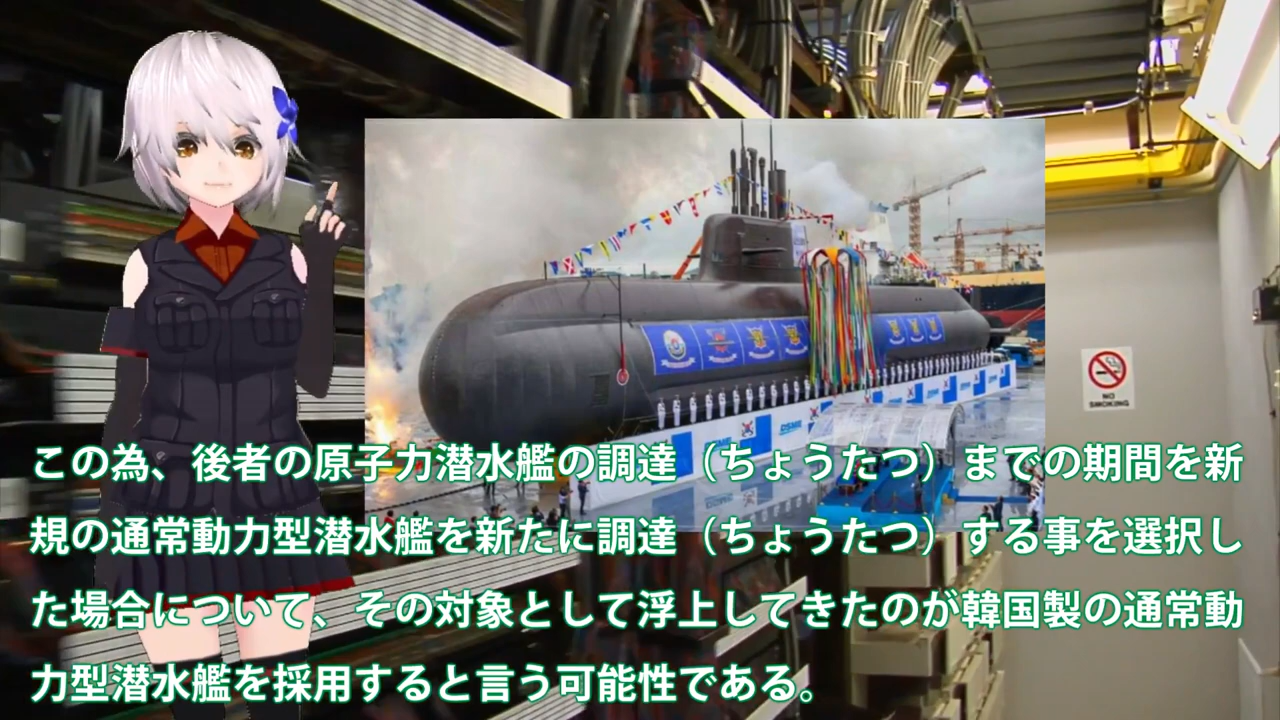 NO
SMOKING
DSME
DSME
この為、後者の原子力潜水艦の調達（ちょうたつ）までの期間を新
規の通常動力型潜水艦を新たに調達（ちょうたつ）する事を選択し
た場合について、その対象として浮上してきたのが韓国製の通常動
力型潜水艦を採用すると言う可能性である。